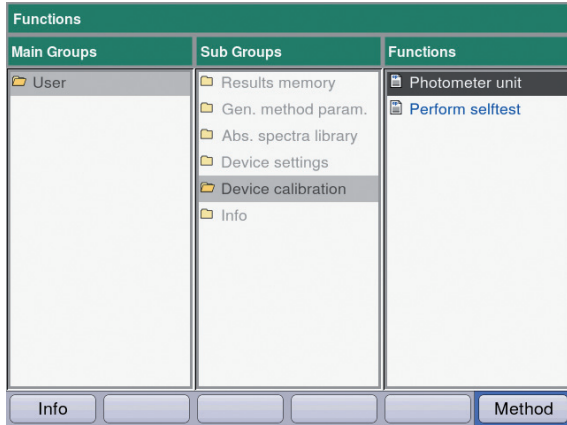 Functions
Main Groups
Sub Groups
Functions
User
Results memory
Gen. method param.
Abs. spectra library
Device settings
Device calibration
Info
Photometer unit
Perform selftest
Info
Method